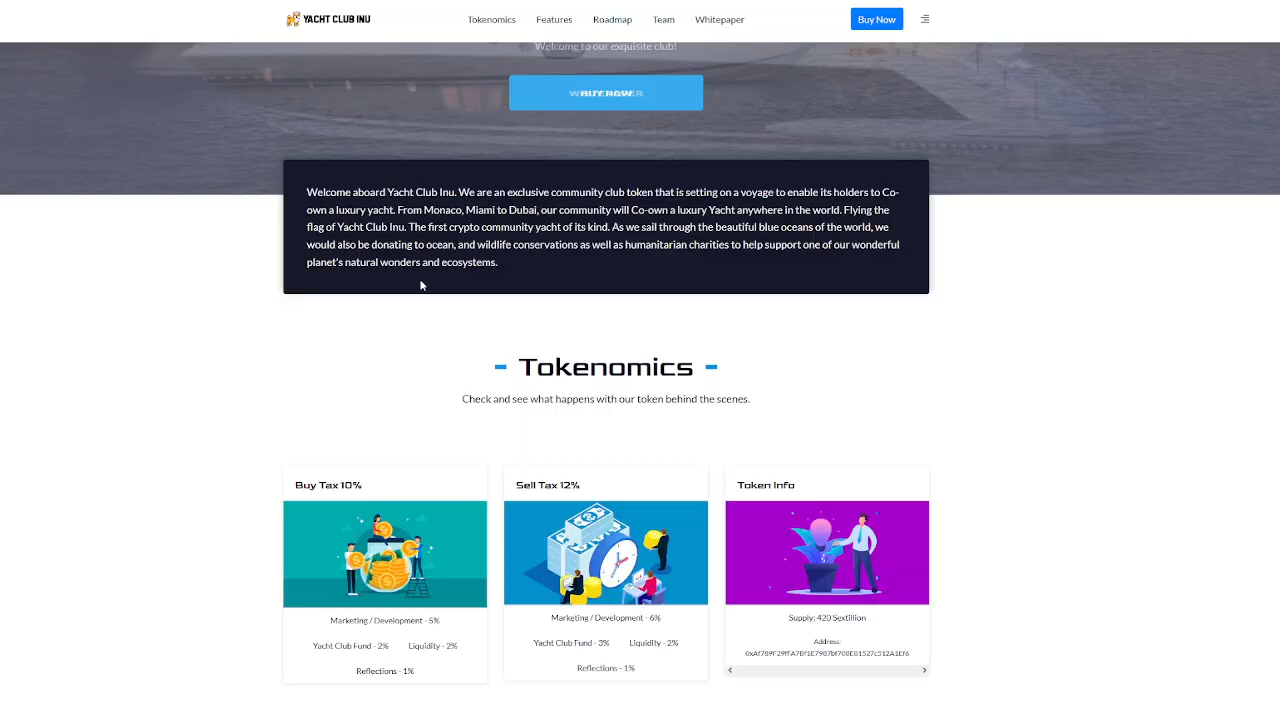 YACHT CLUB INU
Tokenomics Features Roadmap Team Whitepaper
Buy Now
Welcome to our exquisite club!
BUY NOW
Welcome aboard Yacht Club Inu. We are an exclusive community club token that is setting on a voyage to enable its holders to Co-
own a luxury yacht. From Monaco, Miami to Dubai, our community will Co-own a luxury Yacht anywhere in the world. Flying the
flag of Yacht Club Inu. The first crypto community yacht of its kind. As we sail through the beautiful blue oceans of the world, we
would also be donating to ocean, and wildlife conservations as well as humanitarian charities to help support one of our wonderful
planet's natural wonders and ecosystems.
Tokenomics
Check and see what happens with our token behind the scenes.
Buy Tax 10%
Marketing / Development - 5%
Yacht Club Fund - 2% Liquidity - 2%
Reflections - 1%
Sell Tax 12%
Marketing / Development - 6%
Yacht Club Fund - 3% Liquidity - 2%
Reflections - 1%
Token Info
Supply: 420 Sextillion
Address: